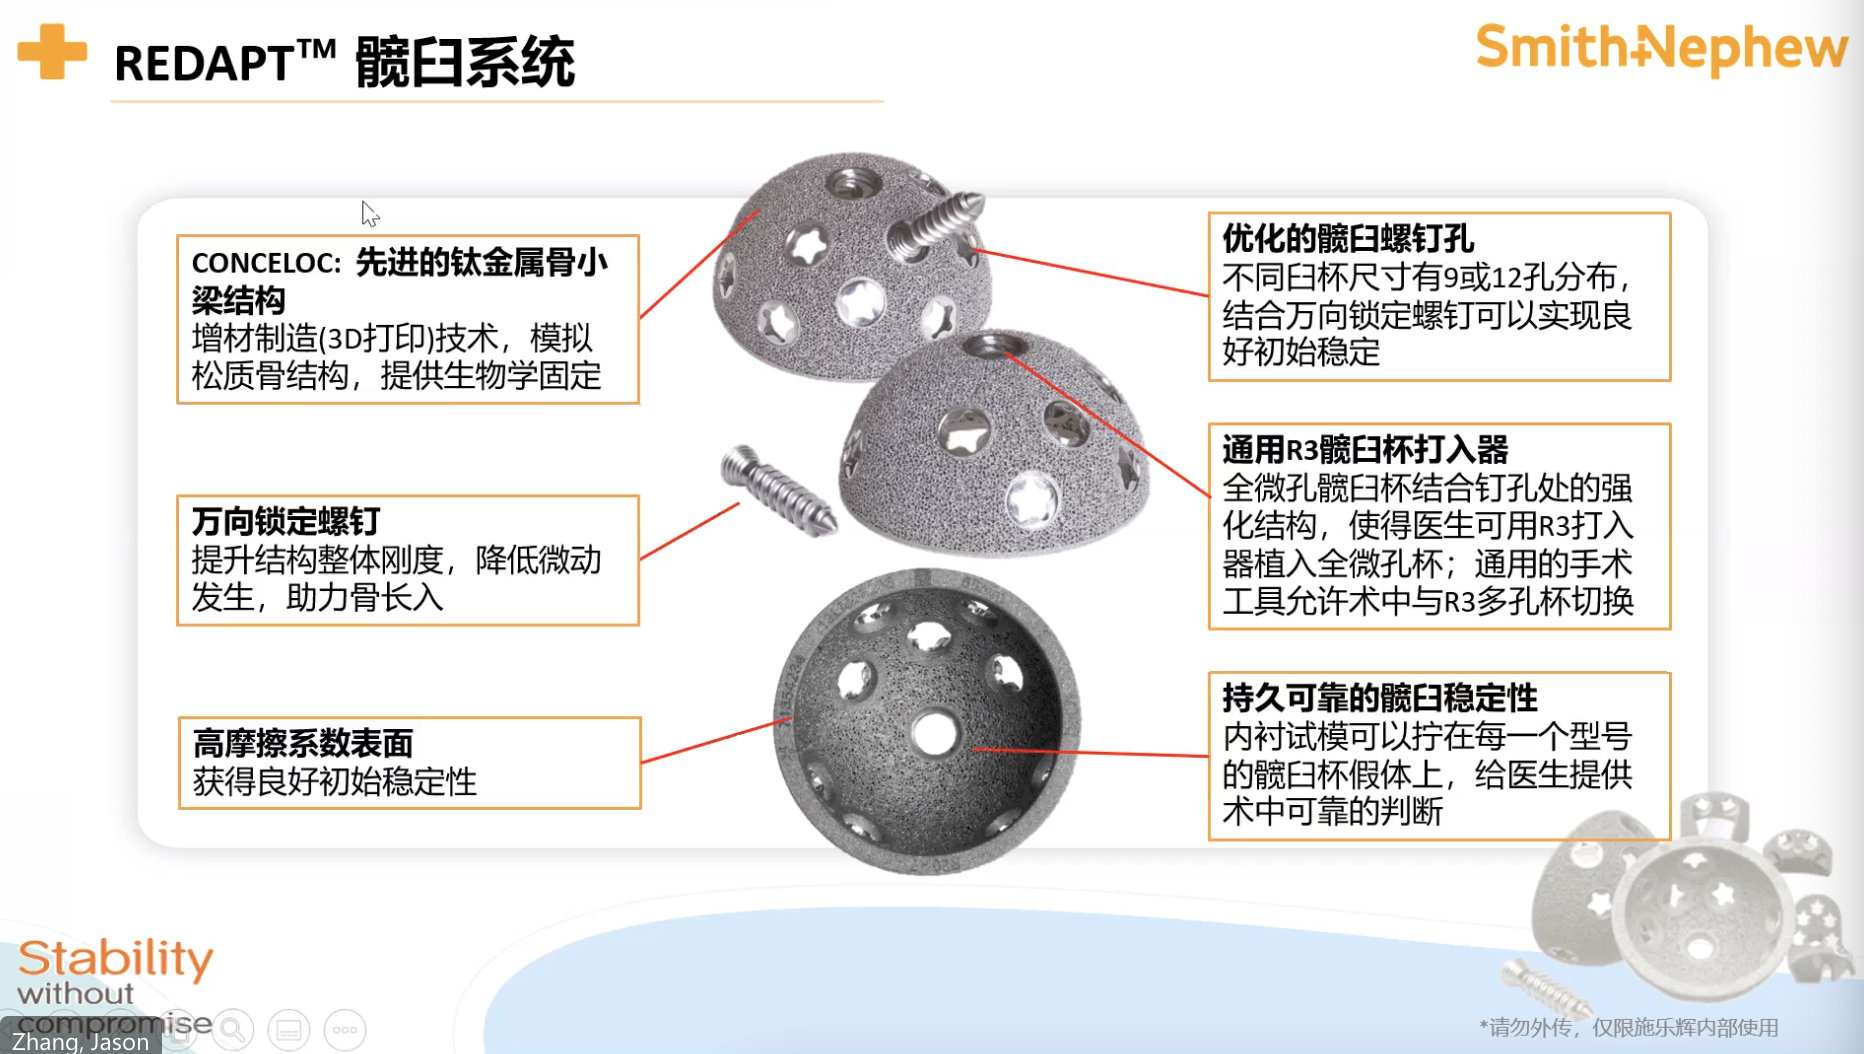 REDAPT™ 髋臼系统
Smith+Nephew
CONCELOC: 先进的钛金属骨小
梁结构
增材制造(3D打印)技术，模拟
松质骨结构，提供生物学固定
万向锁定螺钉
提升结构整体刚度，降低微动
发生，助力骨长入
高摩擦系数表面
获得良好初始稳定性
优化的髋臼螺钉孔
不同臼杯尺寸有9或12孔分布，
结合万向锁定螺钉可以实现良
好初始稳定
通用R3髋臼杯打入器
全微孔髋臼杯结合钉孔处的强
化结构，使得医生可用R3打入
器植入全微孔杯；通用的手术
工具允许术中与R3多孔杯切换
持久可靠的髋臼稳定性
内衬试模可以拧在每一个型号
的髋臼杯假体上，给医生提供
术中可靠的判断
Stability
without
compromise
Zhang, Jason
*请勿外传，仅限施乐辉内部使用